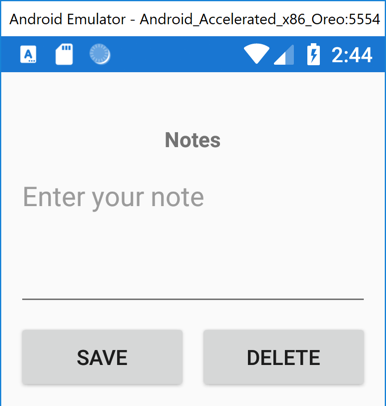 Android Emulator - Android_Accelerated_x86_Oreo:5554
A 2:44
Notes
Enter your note
SAVE DELETE